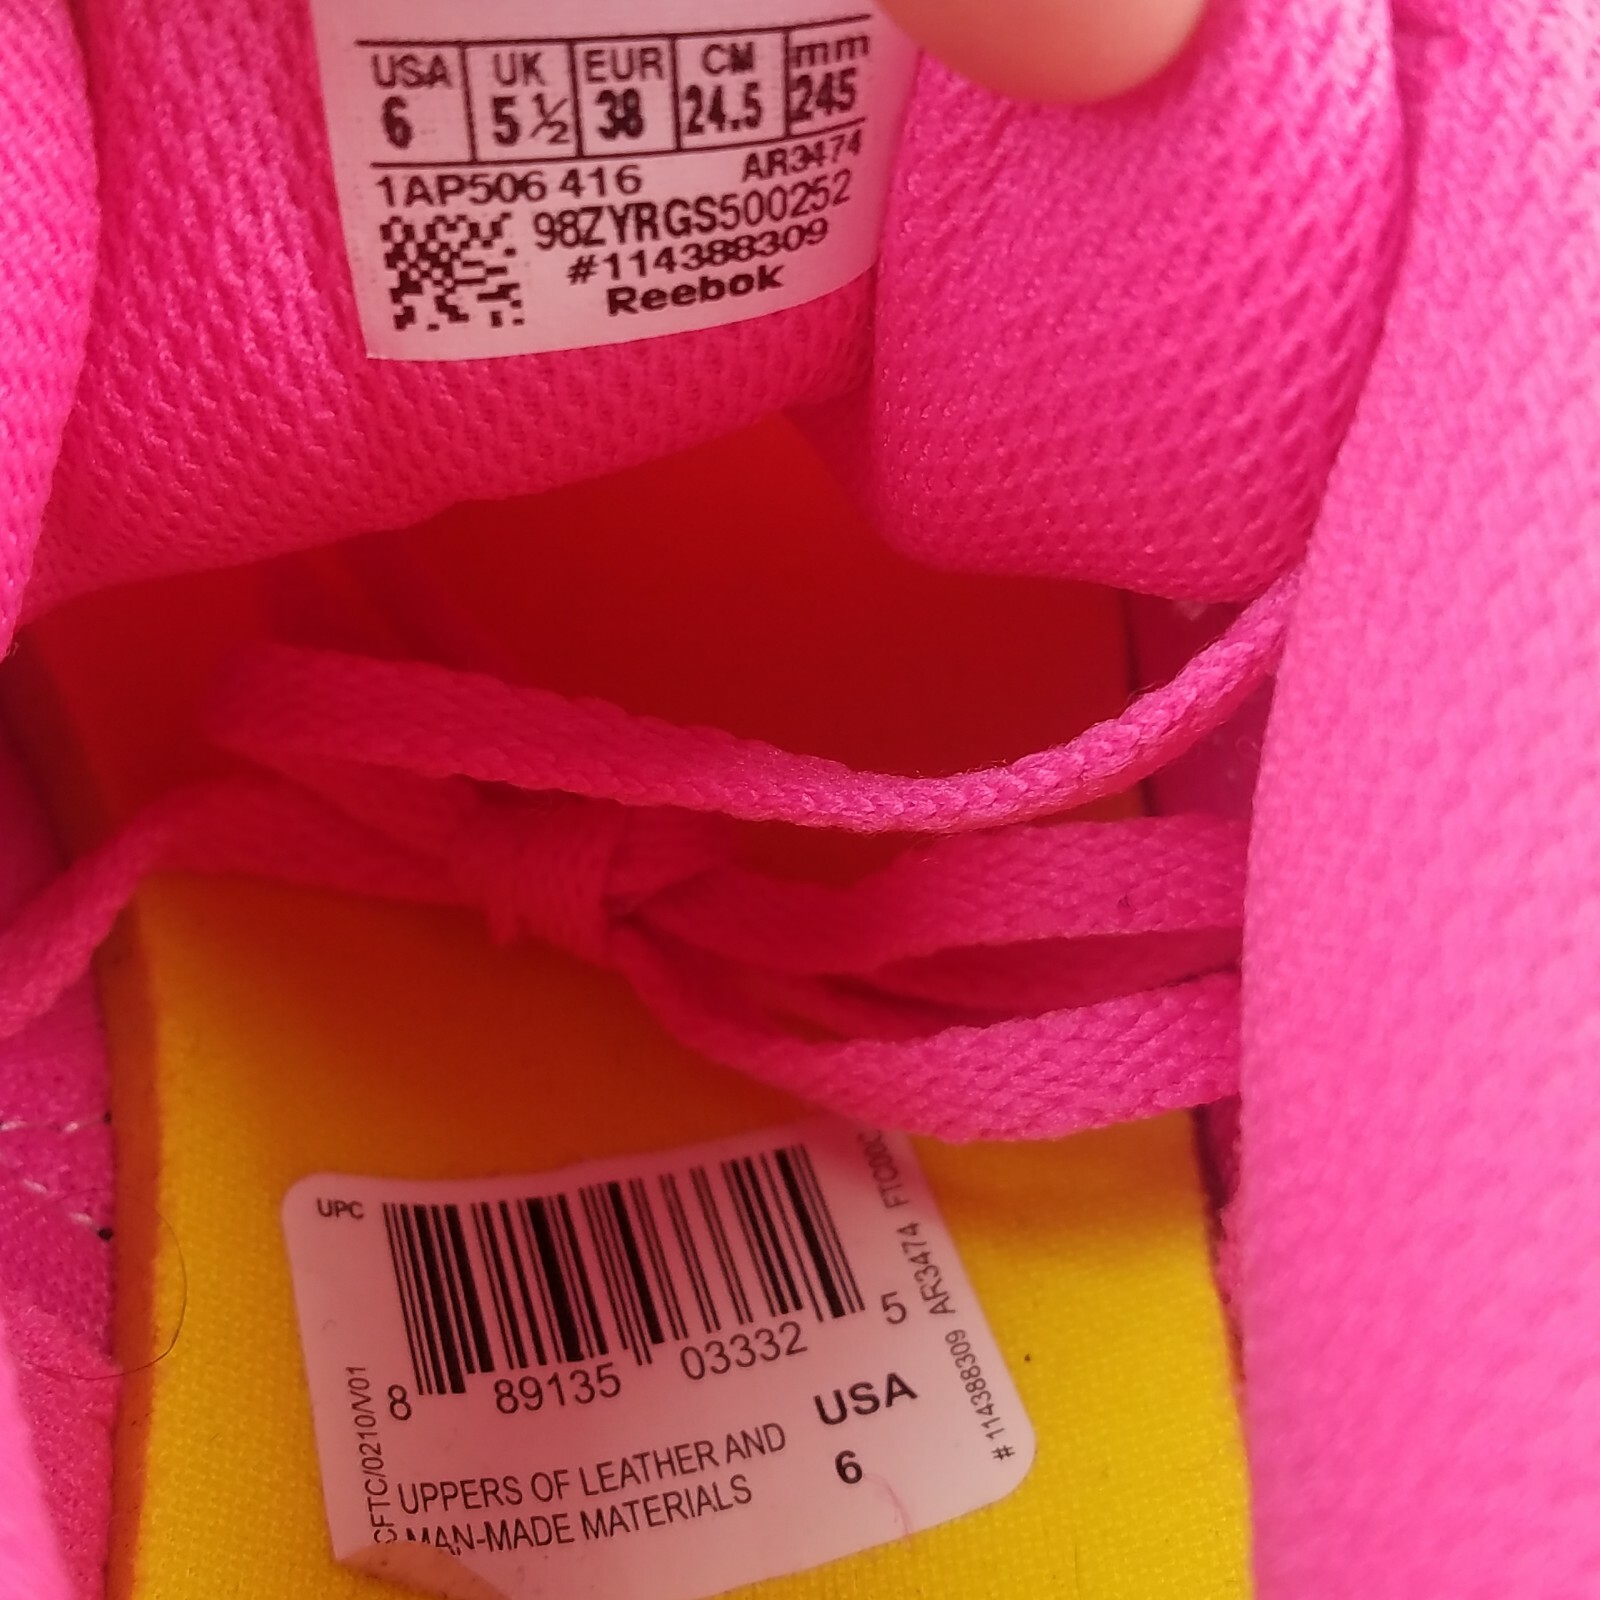 USA UK EUR CM mm
6 5 ½ 38 24.5 245
1AP506 416 AR3474
98ZYRGS500252
#114388309
Reebok
UPC
8 89135 03332 5
USA
6
UPPERS OF LEATHER AND
MAN-MADE MATERIALS
CFTC/0210/V01
#114388309 AR3474